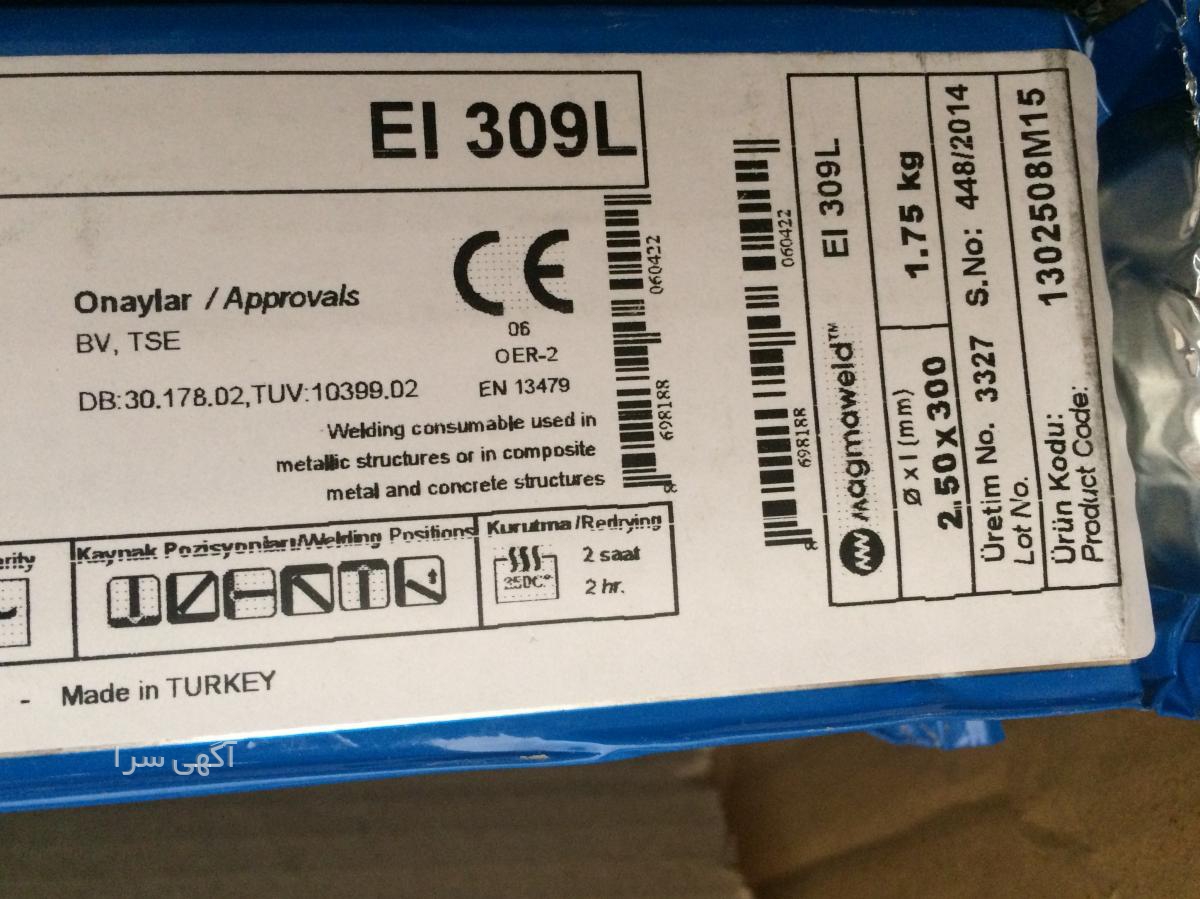 EI 309L
Onaylar / Approvals
BV, TSE
DB:30.178.02,TUV:10399.02
06
OER-2
EN 13479
Welding consumable used in
metallic structures or in composite
metal and concrete structures
8 698188 060422
erity
Kaynak Pozisyonları/Welding Positions
Kurutma/Redrying
350C°
2 saat
2 hr.
- Made in TURKEY
8 698188 060422
magmaweld™ EI 309L
Ø x l (mm)
2.50 x 300
1.75 kg
Üretim No. 3327 S.No: 448/2014
Lot No.
Ürün Kodu: 1302508M15
Product Code:
آگهی سرا